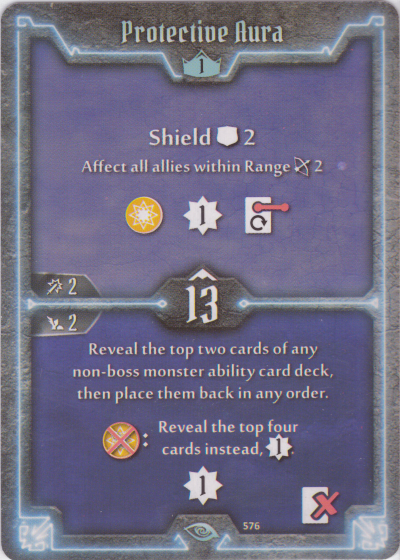 Protective Aura
1
Shield 2
Affect all allies within Range 2
1
2
13
2
Reveal the top two cards of any
non-boss monster ability card deck,
then place them back in any order.
: Reveal the top four
cards instead, 1.
1
576